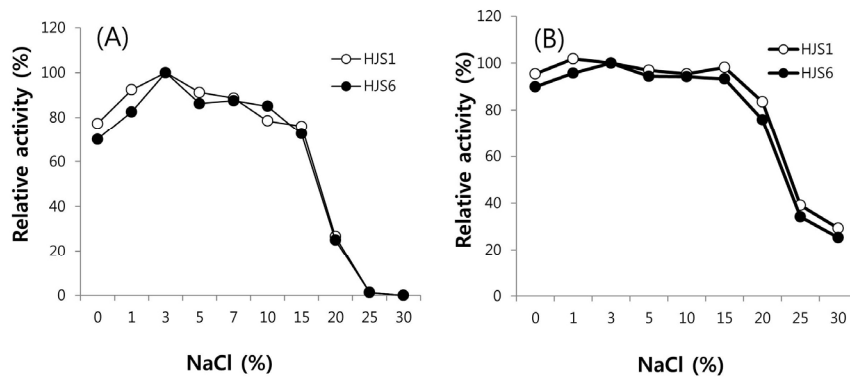 (A)
HJS1
HJS6
Relative activity (%)
120
100
80
60
40
20
0
0 1 3 5 7 10 15 20 25 30
NaCl (%)
(B)
HJS1
HJS6
Relative activity (%)
120
100
80
60
40
20
0
0 1 3 5 10 15 20 25 30
NaCl (%)